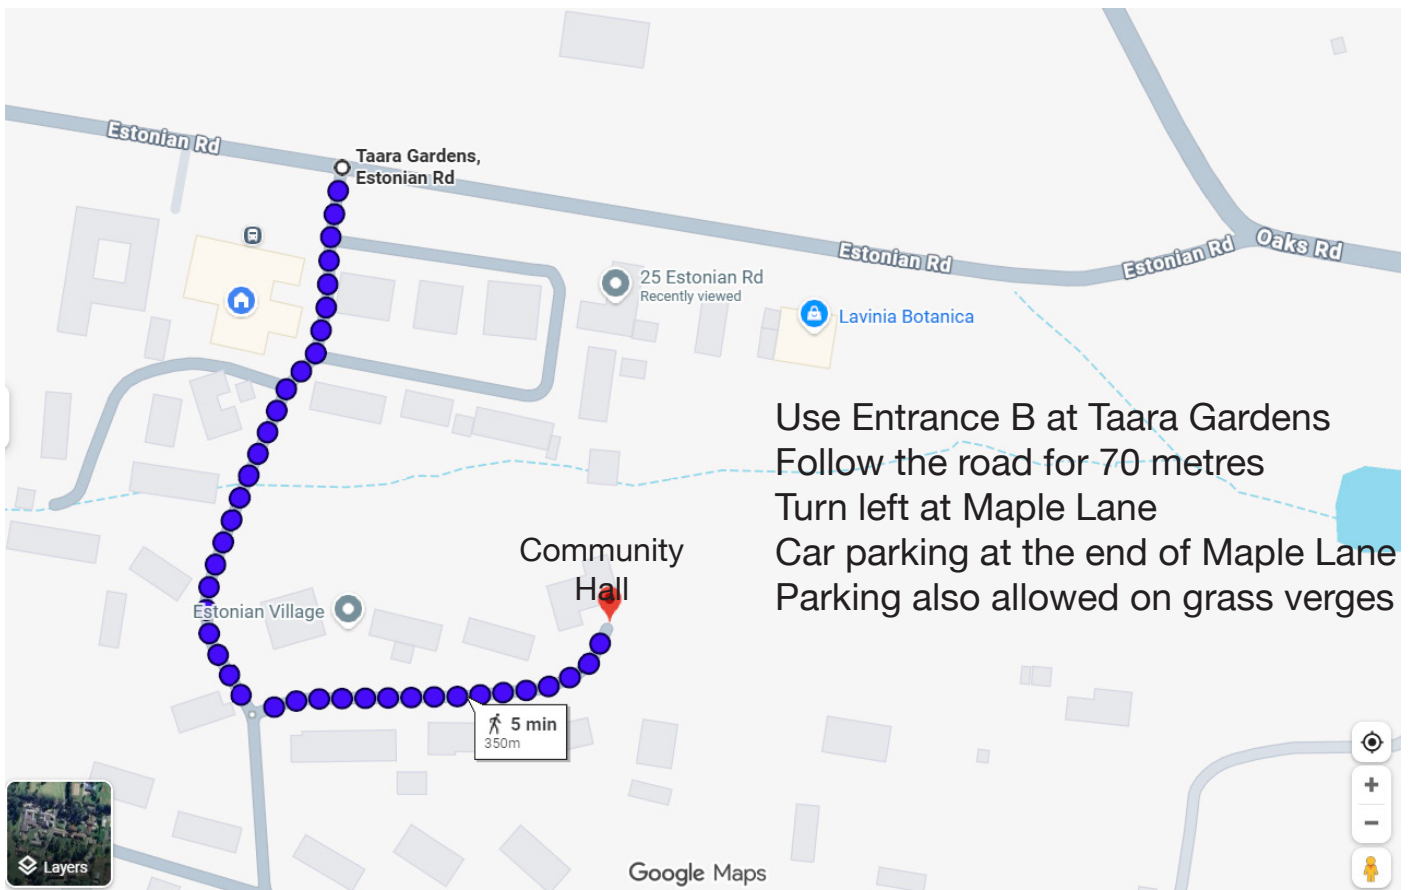 Estonian Rd
Taara Gardens,
Estonian Rd
Estonian Rd
Estonian Rd
Oaks Rd
25 Estonian Rd
Recently viewed
Lavinia Botanica
Use Entrance B at Taara Gardens
Follow the road for 70 metres
Turn left at Maple Lane
Car parking at the end of Maple Lane
Parking also allowed on grass verges
Community
Hall
Estonian Village
5 min
350m
Layers
Google Maps